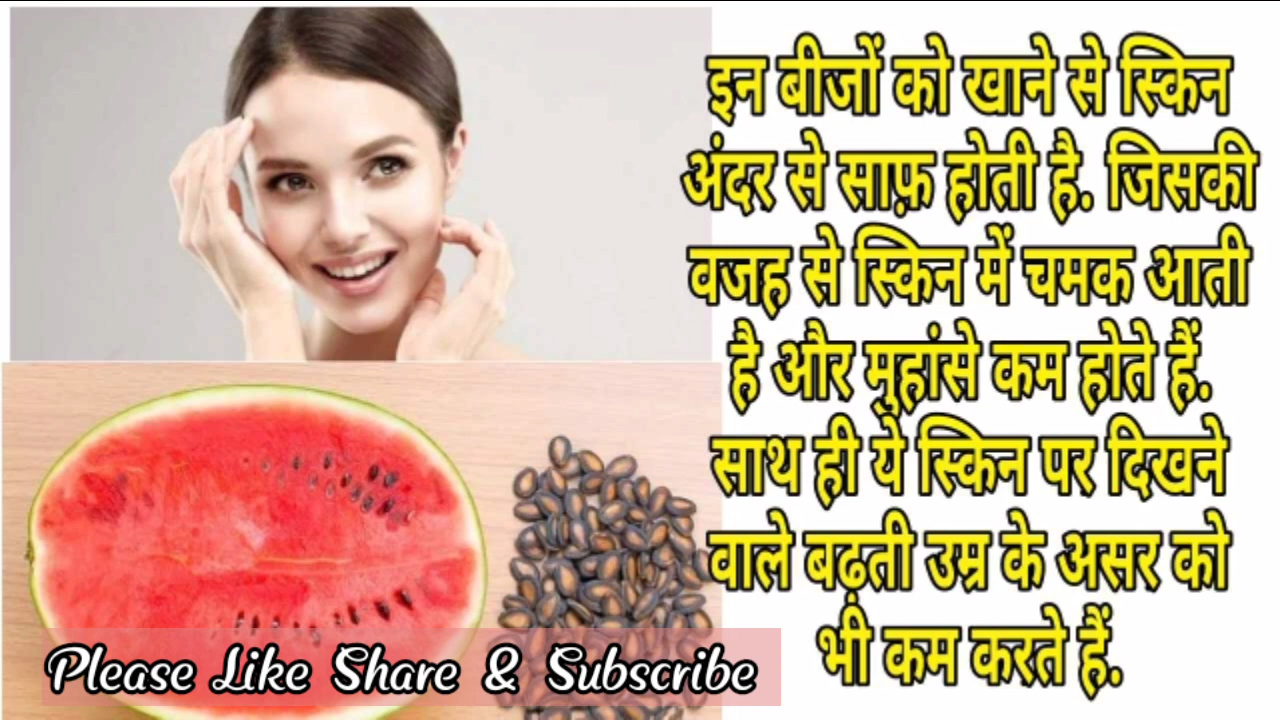 इन बीजों को खाने से स्किन
अंदर से साफ़ होती है. जिसकी
वजह से स्किन में चमक आती
है और मुहांसे कम होते हैं.
साथ ही ये स्किन पर दिखने
वाले बढ़ती उम्र के असर को
भी कम करते हैं.
Please Like Share & Subscribe